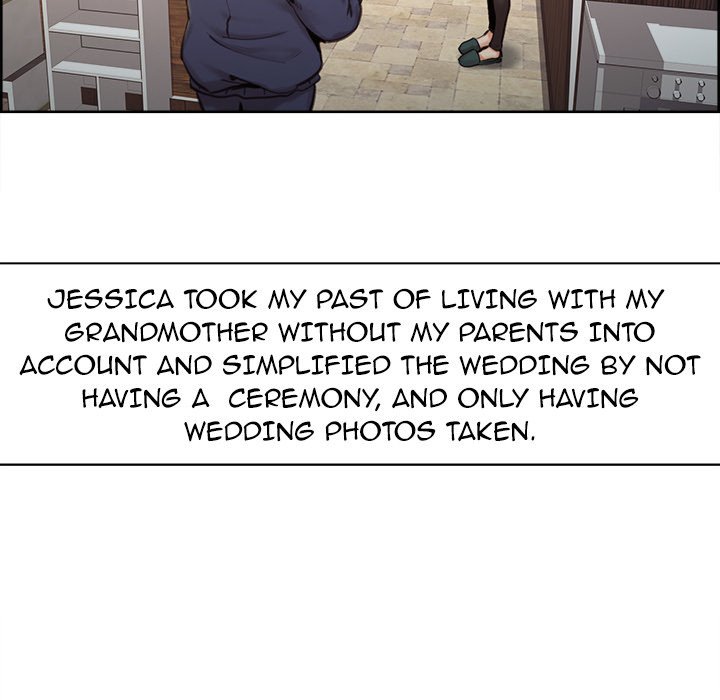 JESSICA TOOK MY PAST OF LIVING WITH MY
GRANDMOTHER WITHOUT MY PARENTS INTO
ACCOUNT AND SIMPLIFIED THE WEDDING BY NOT
HAVING A CEREMONY, AND ONLY HAVING
WEDDING PHOTOS TAKEN.